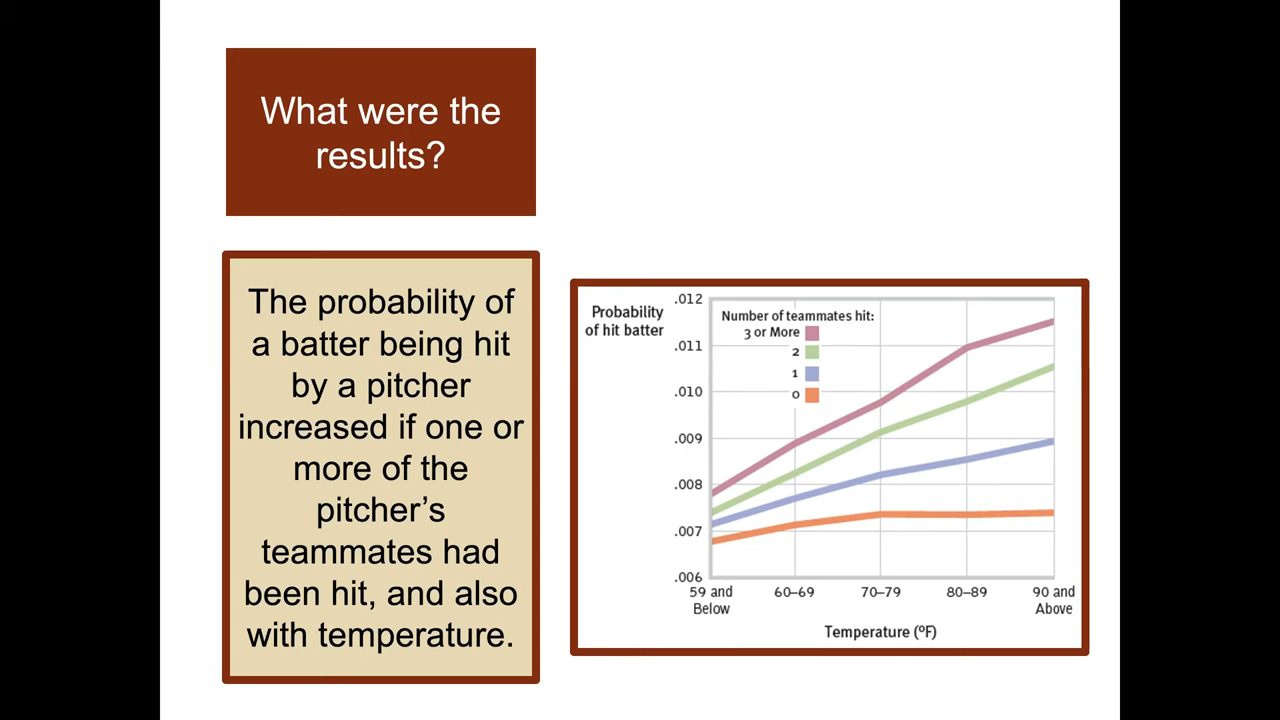 What were the
results?
The probability of
a batter being hit
by a pitcher
increased if one or
more of the
pitcher’s
teammates had
been hit, and also
with temperature.
Probability
of hit batter
.012
.011
.010
.009
.008
.007
.006
Number of teammates hit:
3 or More
2
1
0
59 and
Below
60–69
70–79
80–89
90 and
Above
Temperature (ºF)